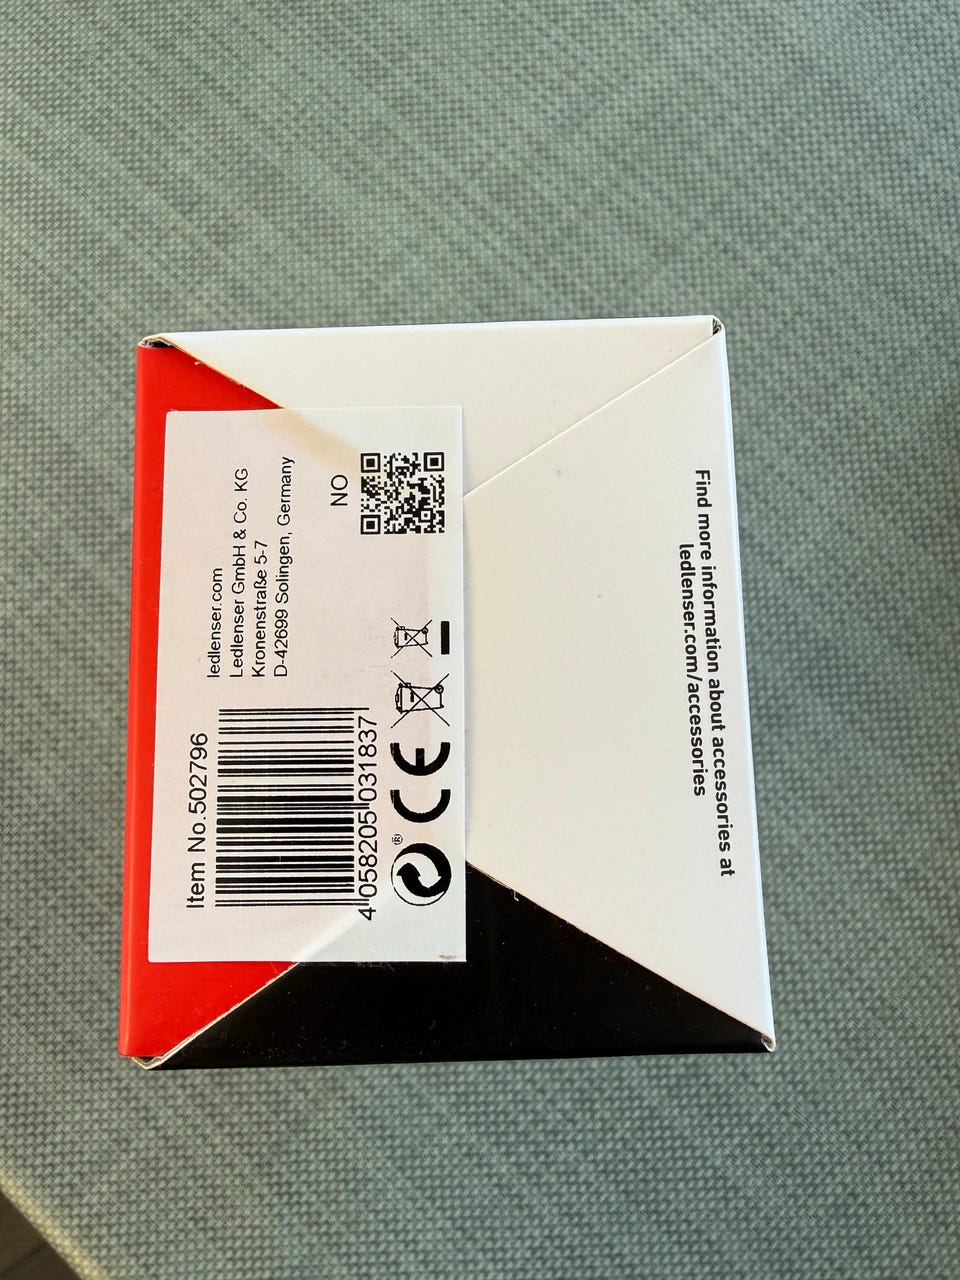 Item No. 502796
4 058205 031837
ledlenser.com
Ledlenser GmbH & Co. KG
Kronenstraße 5-7
D-42699 Solingen, Germany
NO
®
CE
Find more information about accessories at
ledlenser.com/accessories